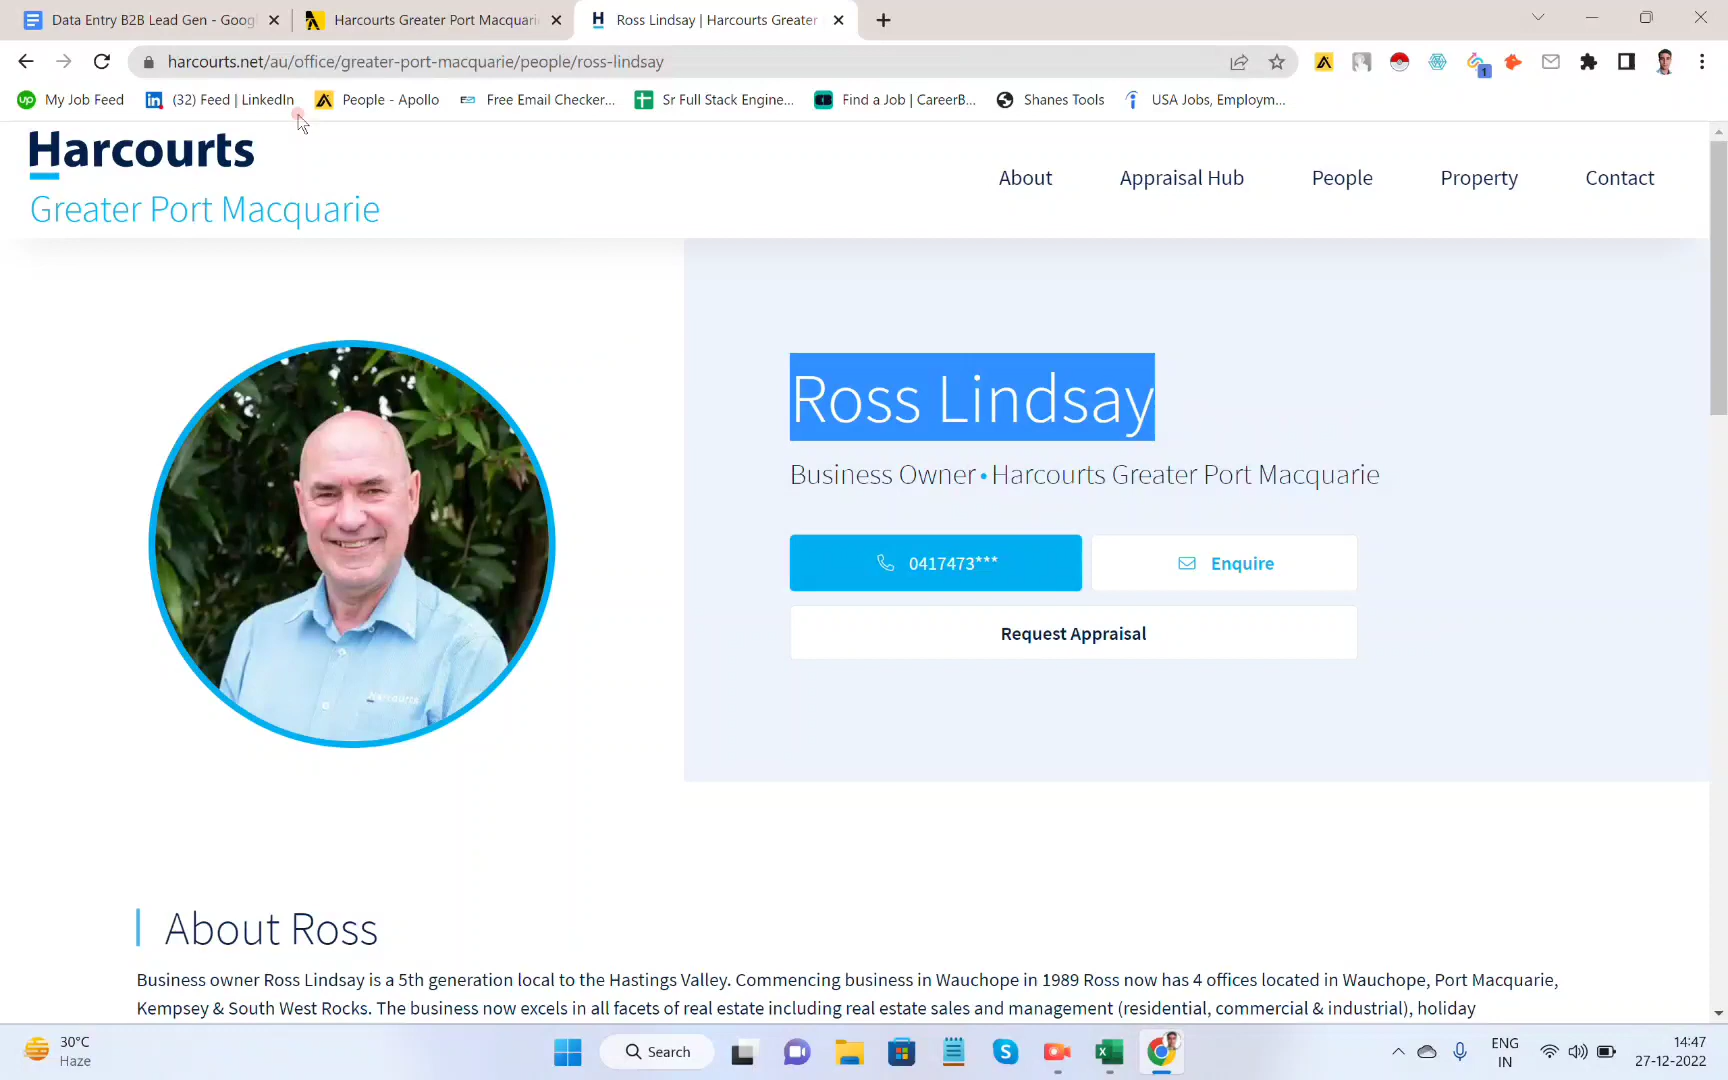 Data Entry B2B Lead Gen - Goog
Harcourts Greater Port Macquari
Ross Lindsay | Harcourts Greater
harcourts.net/au/office/greater-port-macquarie/people/ross-lindsay
1
up My Job Feed
in (32) Feed | LinkedIn
People - Apollo
Free Email Checker...
Sr Full Stack Engine...
Find a Job | CareerB...
Shanes Tools
USA Jobs, Employm...
Harcourts
Greater Port Macquarie
About
Appraisal Hub
People
Property
Contact
Ross Lindsay
Business Owner • Harcourts Greater Port Macquarie
0417473***
Enquire
Request Appraisal
Harcourts
About Ross
Business owner Ross Lindsay is a 5th generation local to the Hastings Valley. Commencing business in Wauchope in 1989 Ross now has 4 offices located in Wauchope, Port Macquarie,
Kempsey & South West Rocks. The business now excels in all facets of real estate including real estate sales and management (residential, commercial & industrial), holiday
30°C
Haze
Search
ENG
IN
14:47
27-12-2022